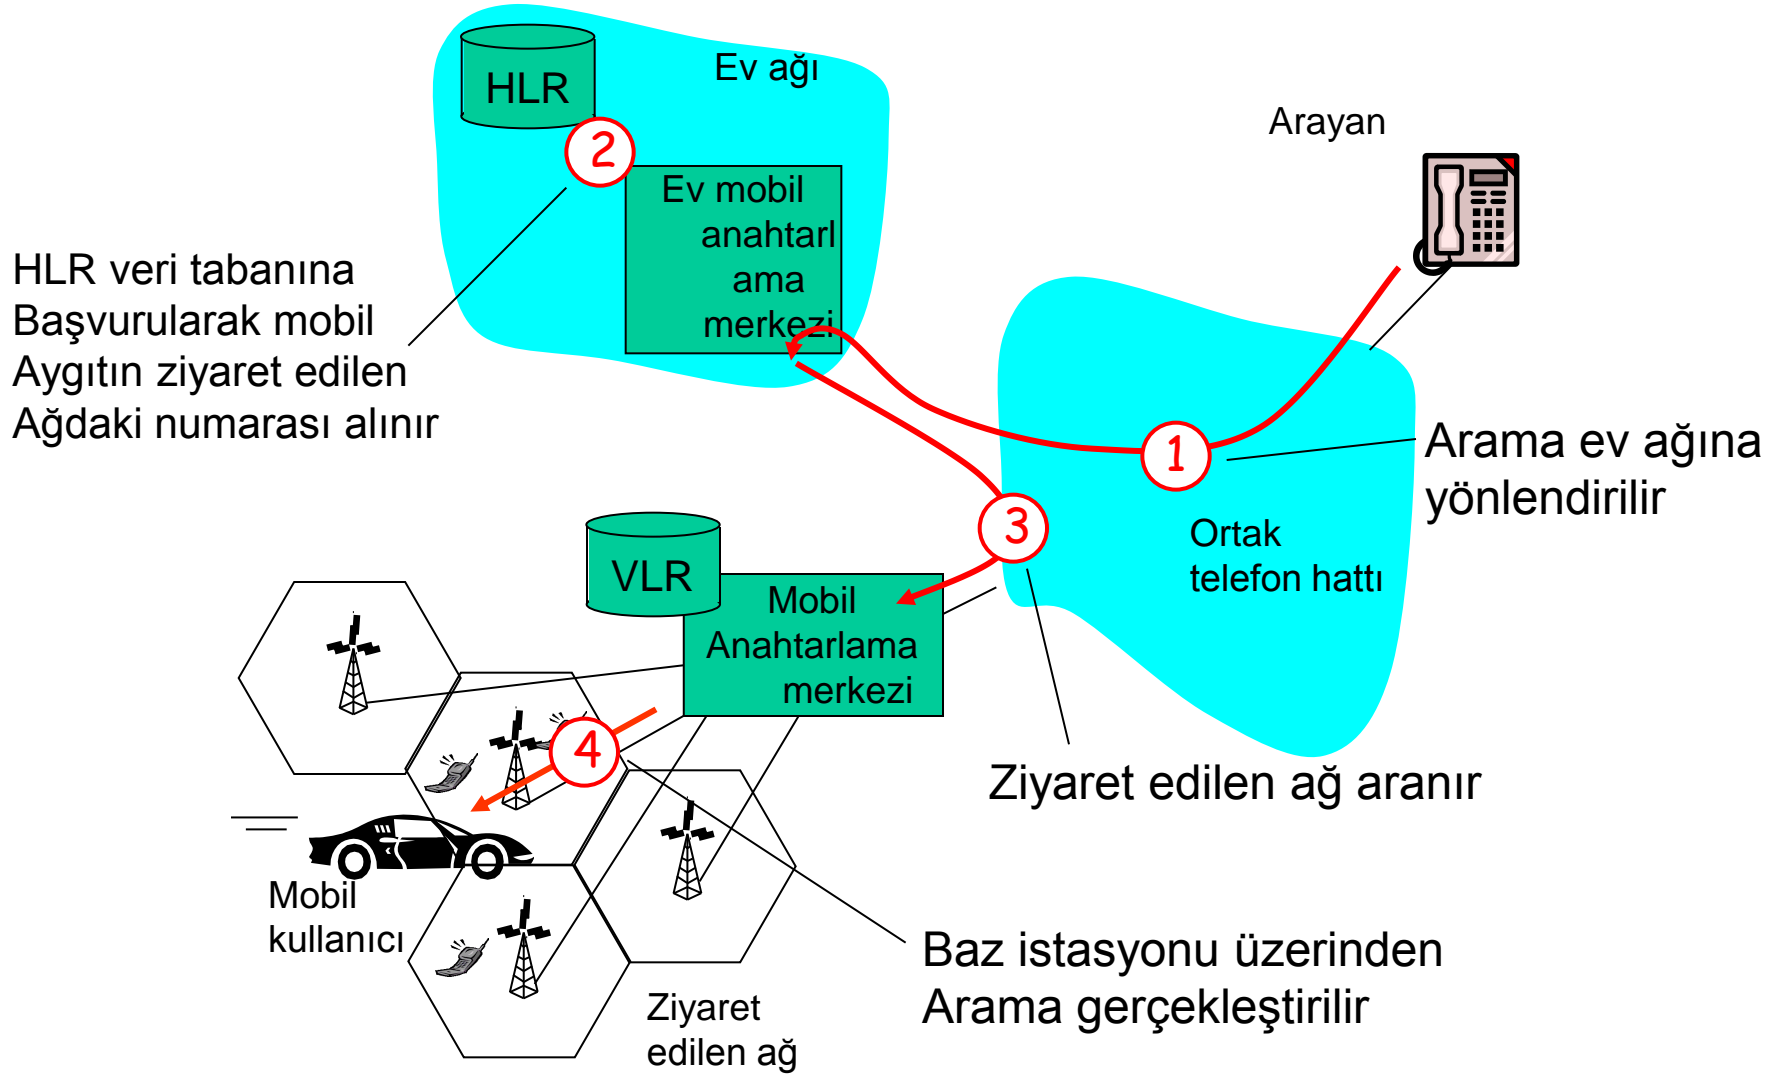 HLR
Ev ağı
Arayan
2
Ev mobil
anahtarl
ama
merkezi
HLR veri tabanına
Başvurularak mobil
Aygıtın ziyaret edilen
Ağdaki numarası alınır
1
Arama ev ağına
yönlendirilir
3
Ortak
telefon hattı
VLR
Mobil
Anahtarlama
merkezi
4
Ziyaret edilen ağ aranır
Mobil
kullanıcı
Baz istasyonu üzerinden
Arama gerçekleştirilir
Ziyaret
edilen ağ